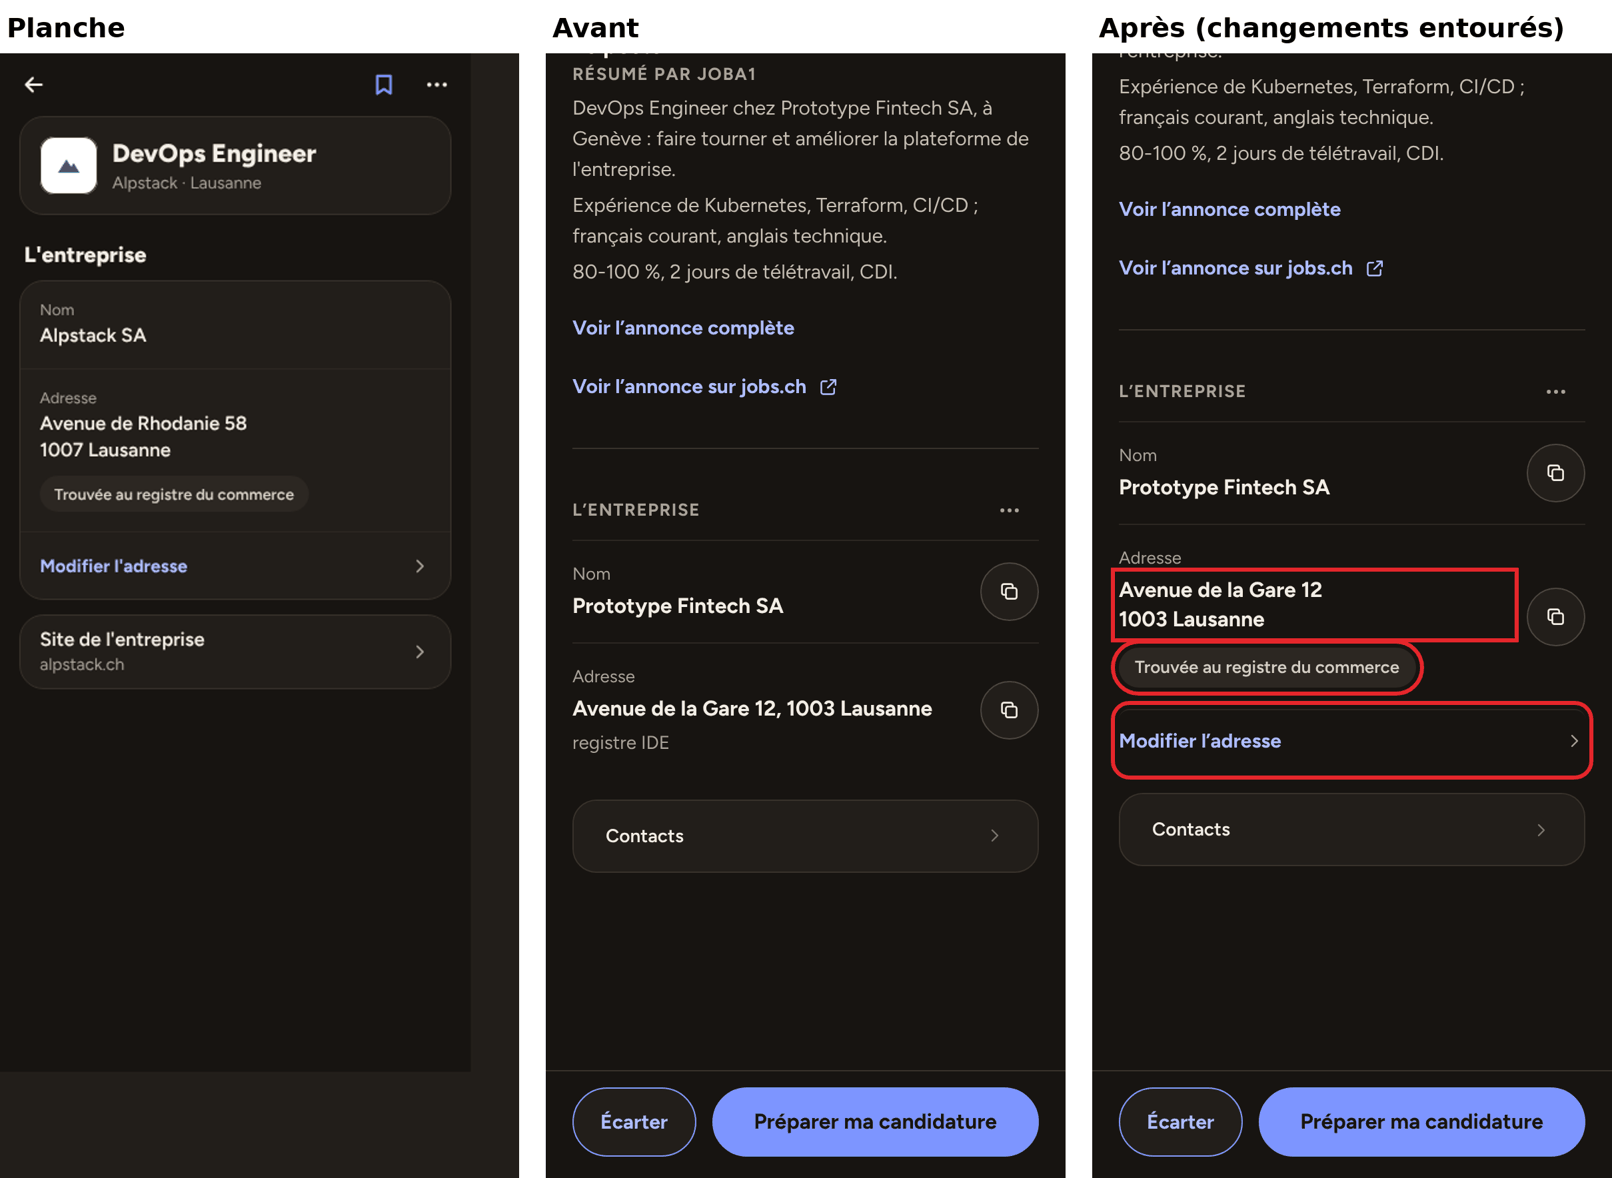 Planche
DevOps Engineer
Alpstack · Lausanne
L'entreprise
Nom
Alpstack SA
Adresse
Avenue de Rhodanie 58
1007 Lausanne
Trouvée au registre du commerce
Modifier l'adresse
Site de l'entreprise
alpstack.ch
Avant
RÉSUMÉ PAR JOBA1
DevOps Engineer chez Prototype Fintech SA, à
Genève : faire tourner et améliorer la plateforme de
l'entreprise.
Expérience de Kubernetes, Terraform, CI/CD ;
français courant, anglais technique.
80-100 %, 2 jours de télétravail, CDI.
Voir l’annonce complète
Voir l’annonce sur jobs.ch
L’ENTREPRISE
Nom
Prototype Fintech SA
Adresse
Avenue de la Gare 12, 1003 Lausanne
registre IDE
Contacts
Écarter
Préparer ma candidature
Après (changements entourés)
l'entreprise.
Expérience de Kubernetes, Terraform, CI/CD ;
français courant, anglais technique.
80-100 %, 2 jours de télétravail, CDI.
Voir l’annonce complète
Voir l’annonce sur jobs.ch
L’ENTREPRISE
Nom
Prototype Fintech SA
Adresse
Avenue de la Gare 12
1003 Lausanne
Trouvée au registre du commerce
Modifier l’adresse
Contacts
Écarter
Préparer ma candidature